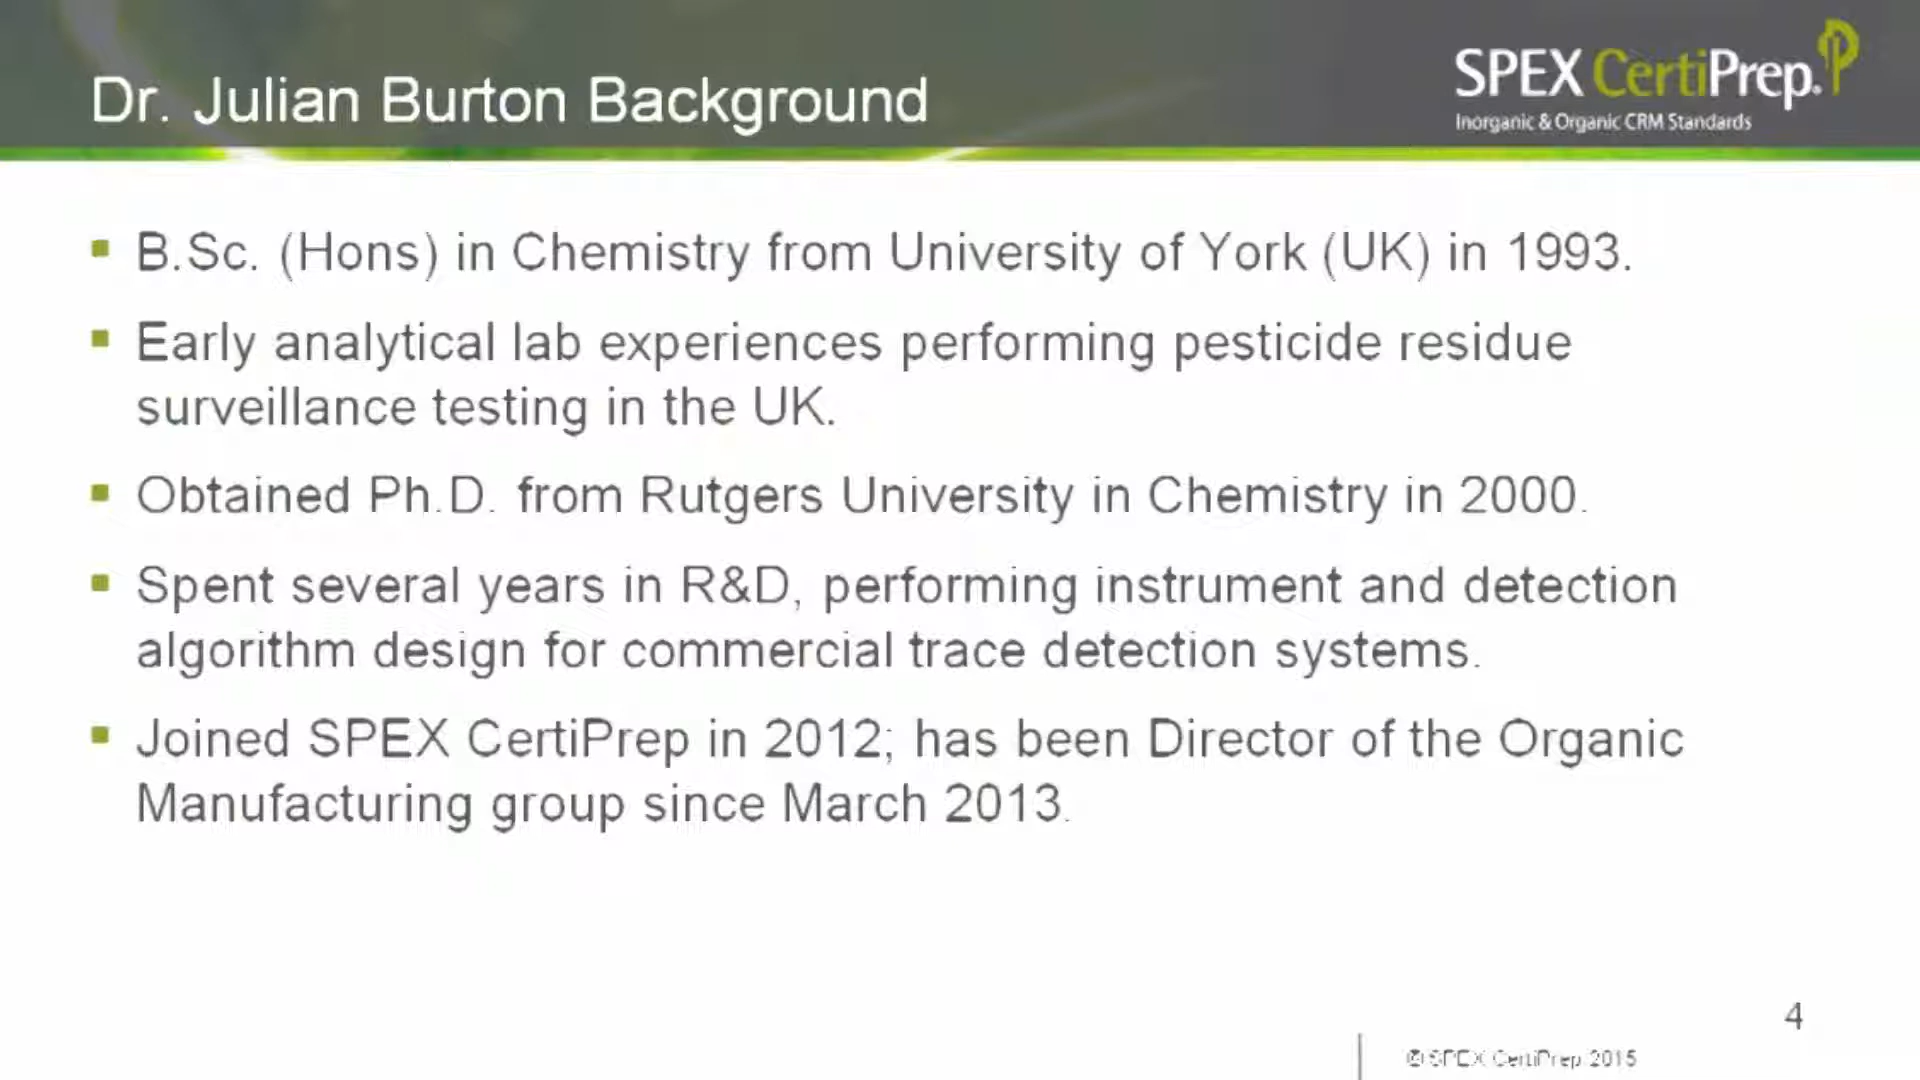 Dr. Julian Burton Background
SPEX CertiPrep.
Inorganic & Organic CRM Standards
B.Sc. (Hons) in Chemistry from University of York (UK) in 1993.
Early analytical lab experiences performing pesticide residue
surveillance testing in the UK.
Obtained Ph.D. from Rutgers University in Chemistry in 2000.
Spent several years in R&D, performing instrument and detection
algorithm design for commercial trace detection systems.
Joined SPEX CertiPrep in 2012; has been Director of the Organic
Manufacturing group since March 2013.
4
© SPEX CertiPrep 2015